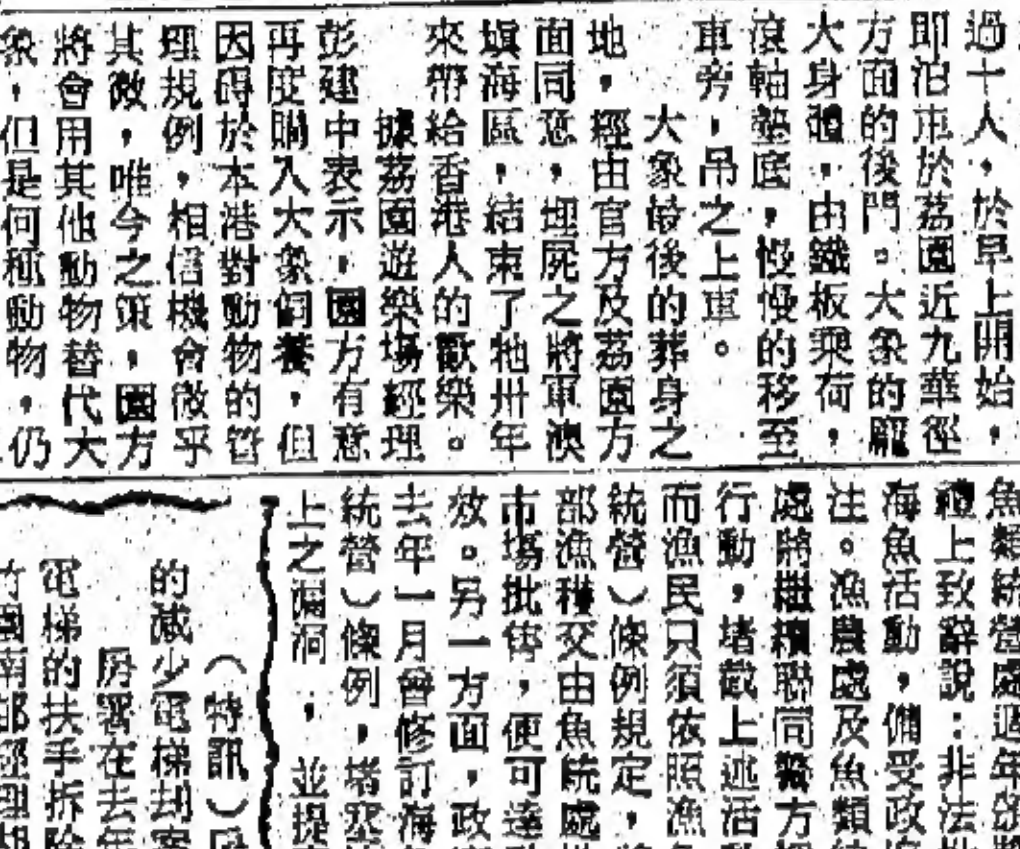 過十人，於早上開始，
即泊車於荔園近九華徑
方面的後門。大象的龐
大身體，由鐵板乘荷，
滾軸墊底，慢慢的移至
車旁，吊之上車。
大象最後的葬身之
地，經由官方及荔園方
面同意，埋屍之將軍澳
填海區，結束了牠卅年
來帶給香港人的歡樂。
據荔園遊樂場經理
彭建中表示，園方有意
再度購入大象飼養，但
因碍於本港對動物的管
理規例，相信機會微乎
其微，唯今之策，園方
將會用其他動物替代大
象，但是何種動物，仍
魚類統營處週年頒獎
禮上致辭說：非法
海魚活動，備受政
注。漁農處及魚類
處將繼續聯同警方
行動，堵截上述活
而漁民只須依照漁
統營）條例規定，
部漁穫交由魚統處
市場批售，便可達
放。另一方面，政
去年一月曾修訂海
統營）條例，堵塞
上之漏洞；並提
（特訊）
的減少電梯刧案
房署在去年
電梯的扶手拆除
南部經理